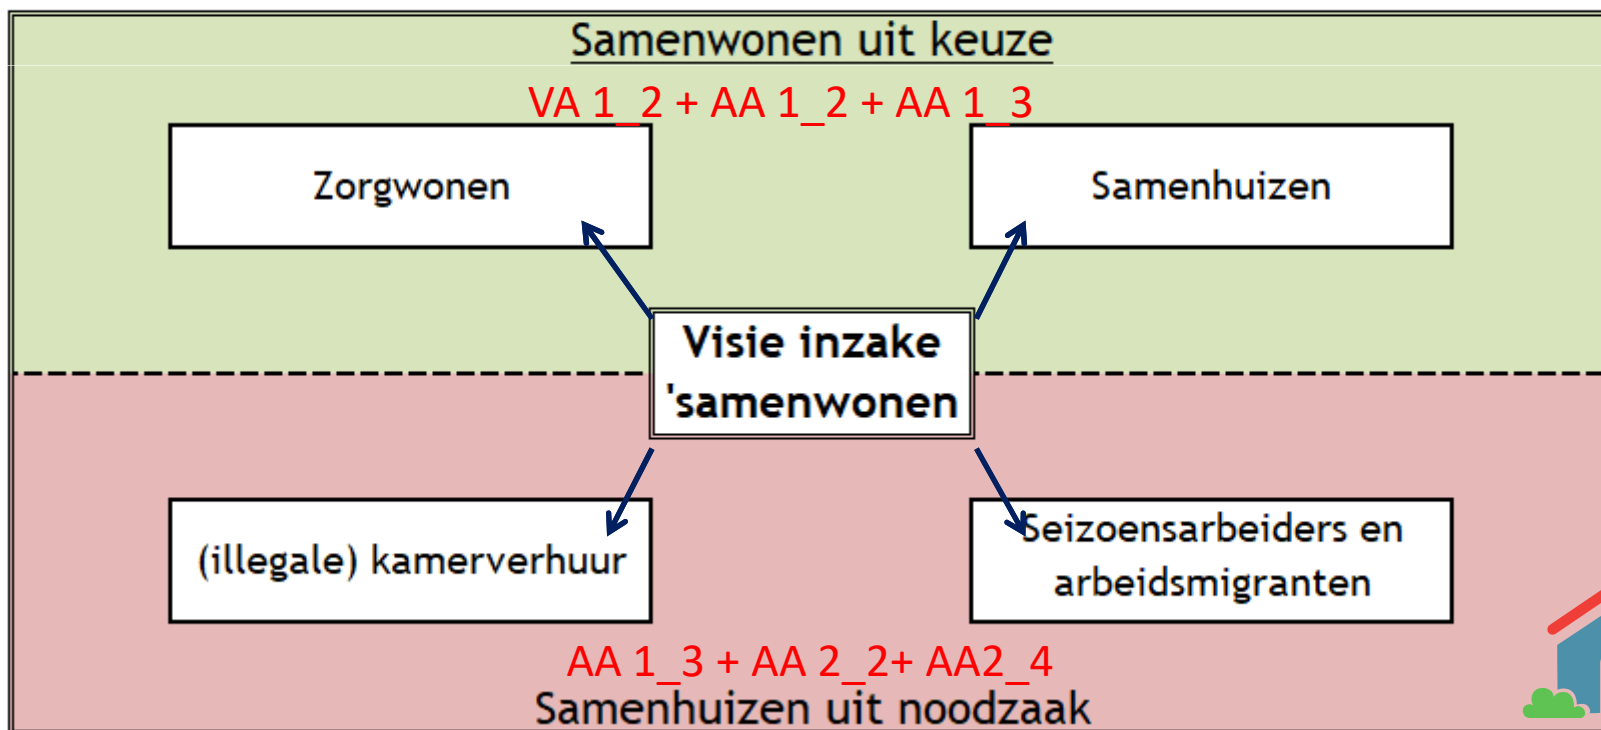 Samenwonen uit keuze
VA 1_2 + AA 1_2 + AA 1_3
Zorgwonen
Samenhuizen
Visie inzake
'samenwonen
(illegale) kamerverhuur
Seizoensarbeiders en
arbeidsmigranten
AA 1_3 + AA 2_2+ AA2_4
Samenhuizen uit noodzaak